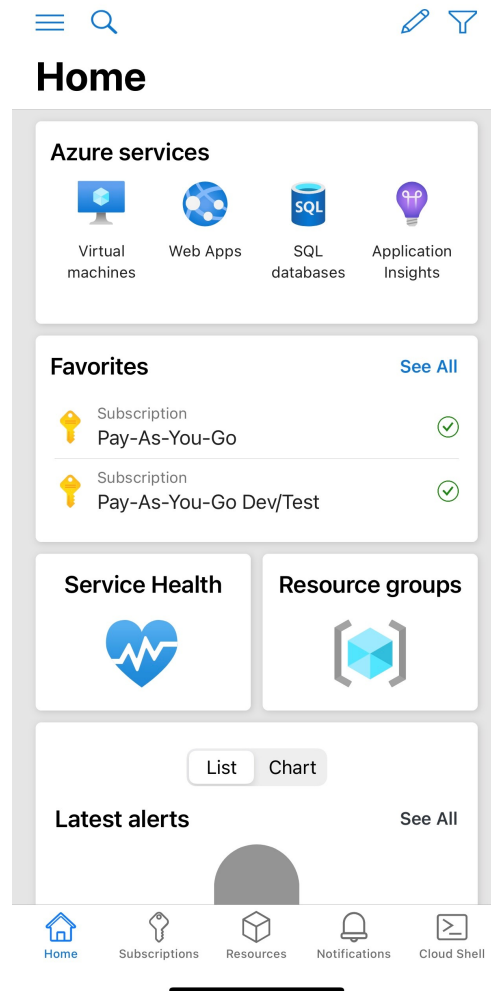 Home
Azure services
SQL
Virtual machines
Web Apps
SQL databases
Application Insights
Favorites
See All
Subscription
Pay-As-You-Go
Subscription
Pay-As-You-Go Dev/Test
Service Health
Resource groups
List
Chart
Latest alerts
See All
Home
Subscriptions
Resources
Notifications
Cloud Shell